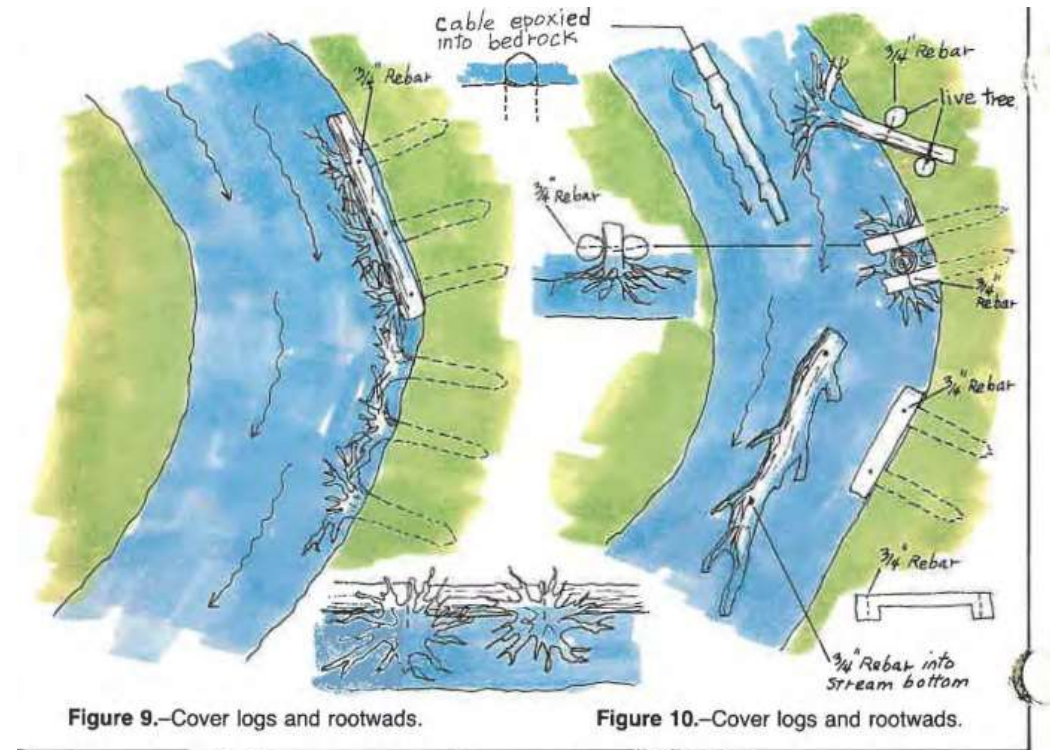 Cable epoxied
into bedrock
3/4" Rebar
3/4" Rebar
live tree
3/4" Rebar
3/4"
Rebar
3/4" Rebar
3/4" Rebar
3/4" Rebar into
stream bottom
Figure 9.–Cover logs and rootwads.
Figure 10.–Cover logs and rootwads.